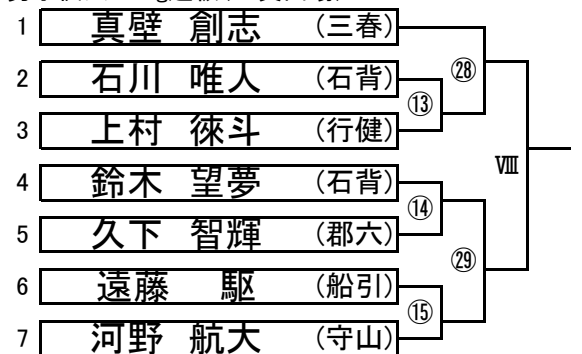 1 真壁 創志 (三春)
㉘
2 石川 唯人 (石背)
⑬
3 上村 徠斗 (行健)
Ⅷ
4 鈴木 望夢 (石背)
⑭
5 久下 智輝 (郡六)
㉙
6 遠藤 駆 (船引)
⑮
7 河野 航大 (守山)